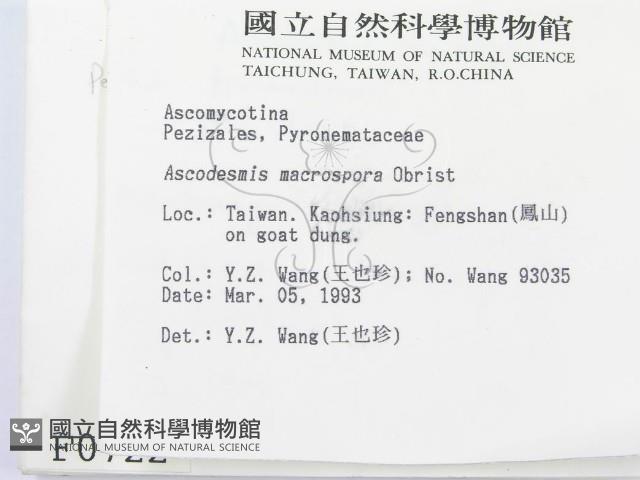 國立自然科學博物館
NATIONAL MUSEUM OF NATURAL SCIENCE
TAICHUNG, TAIWAN, R.O.CHINA
Ascomycotina
Pezizales, Pyronemataceae
Ascodesmis macrospora Obrist
Loc.: Taiwan. Kaohsiung: Fengshan(鳳山)
on goat dung.
Col.: Y.Z. Wang(王也珍); No. Wang 93035
Date: Mar. 05, 1993
Det.: Y.Z. Wang(王也珍)
國立自然科學博物館
NATIONAL MUSEUM OF NATURAL SCIENCE